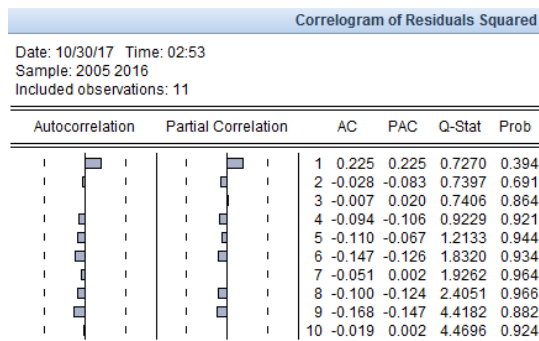 Correlogram of Residuals Squared
Date: 10/30/17 Time: 02:53
Sample: 2005 2016
Included observations: 11
Autocorrelation Partial Correlation AC PAC Q-Stat Prob
1 0.225 0.225 0.7270 0.394
2 -0.028 -0.083 0.7397 0.691
3 -0.007 0.020 0.7406 0.864
4 -0.094 -0.106 0.9229 0.921
5 -0.110 -0.067 1.2133 0.944
6 -0.147 -0.126 1.8320 0.934
7 -0.051 0.002 1.9262 0.964
8 -0.100 -0.124 2.4051 0.966
9 -0.168 -0.147 4.4182 0.882
10 -0.019 0.002 4.4696 0.924